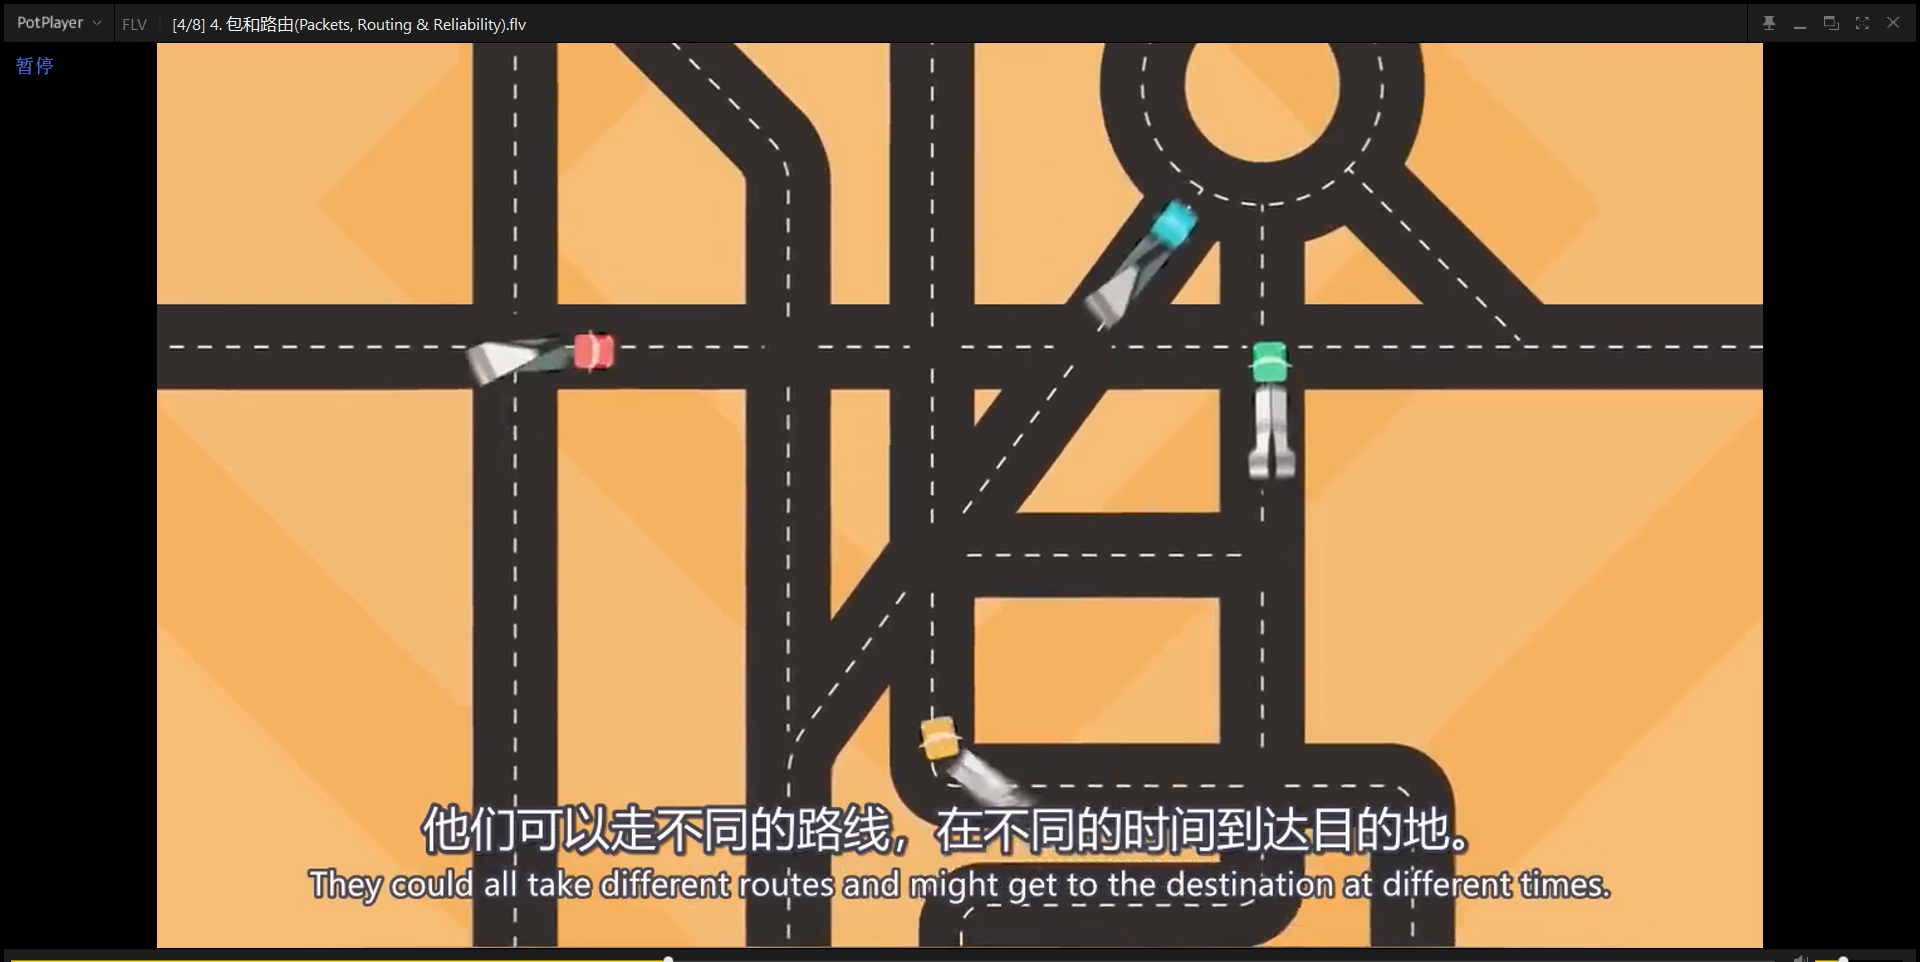 PotPlayer
FLV
[4/8] 4. 包和路由(Packets, Routing & Reliability).flv
暂停
他们可以走不同的路线，在不同的时间到达目的地。
They could all take different routes and might get to the destination at different times.